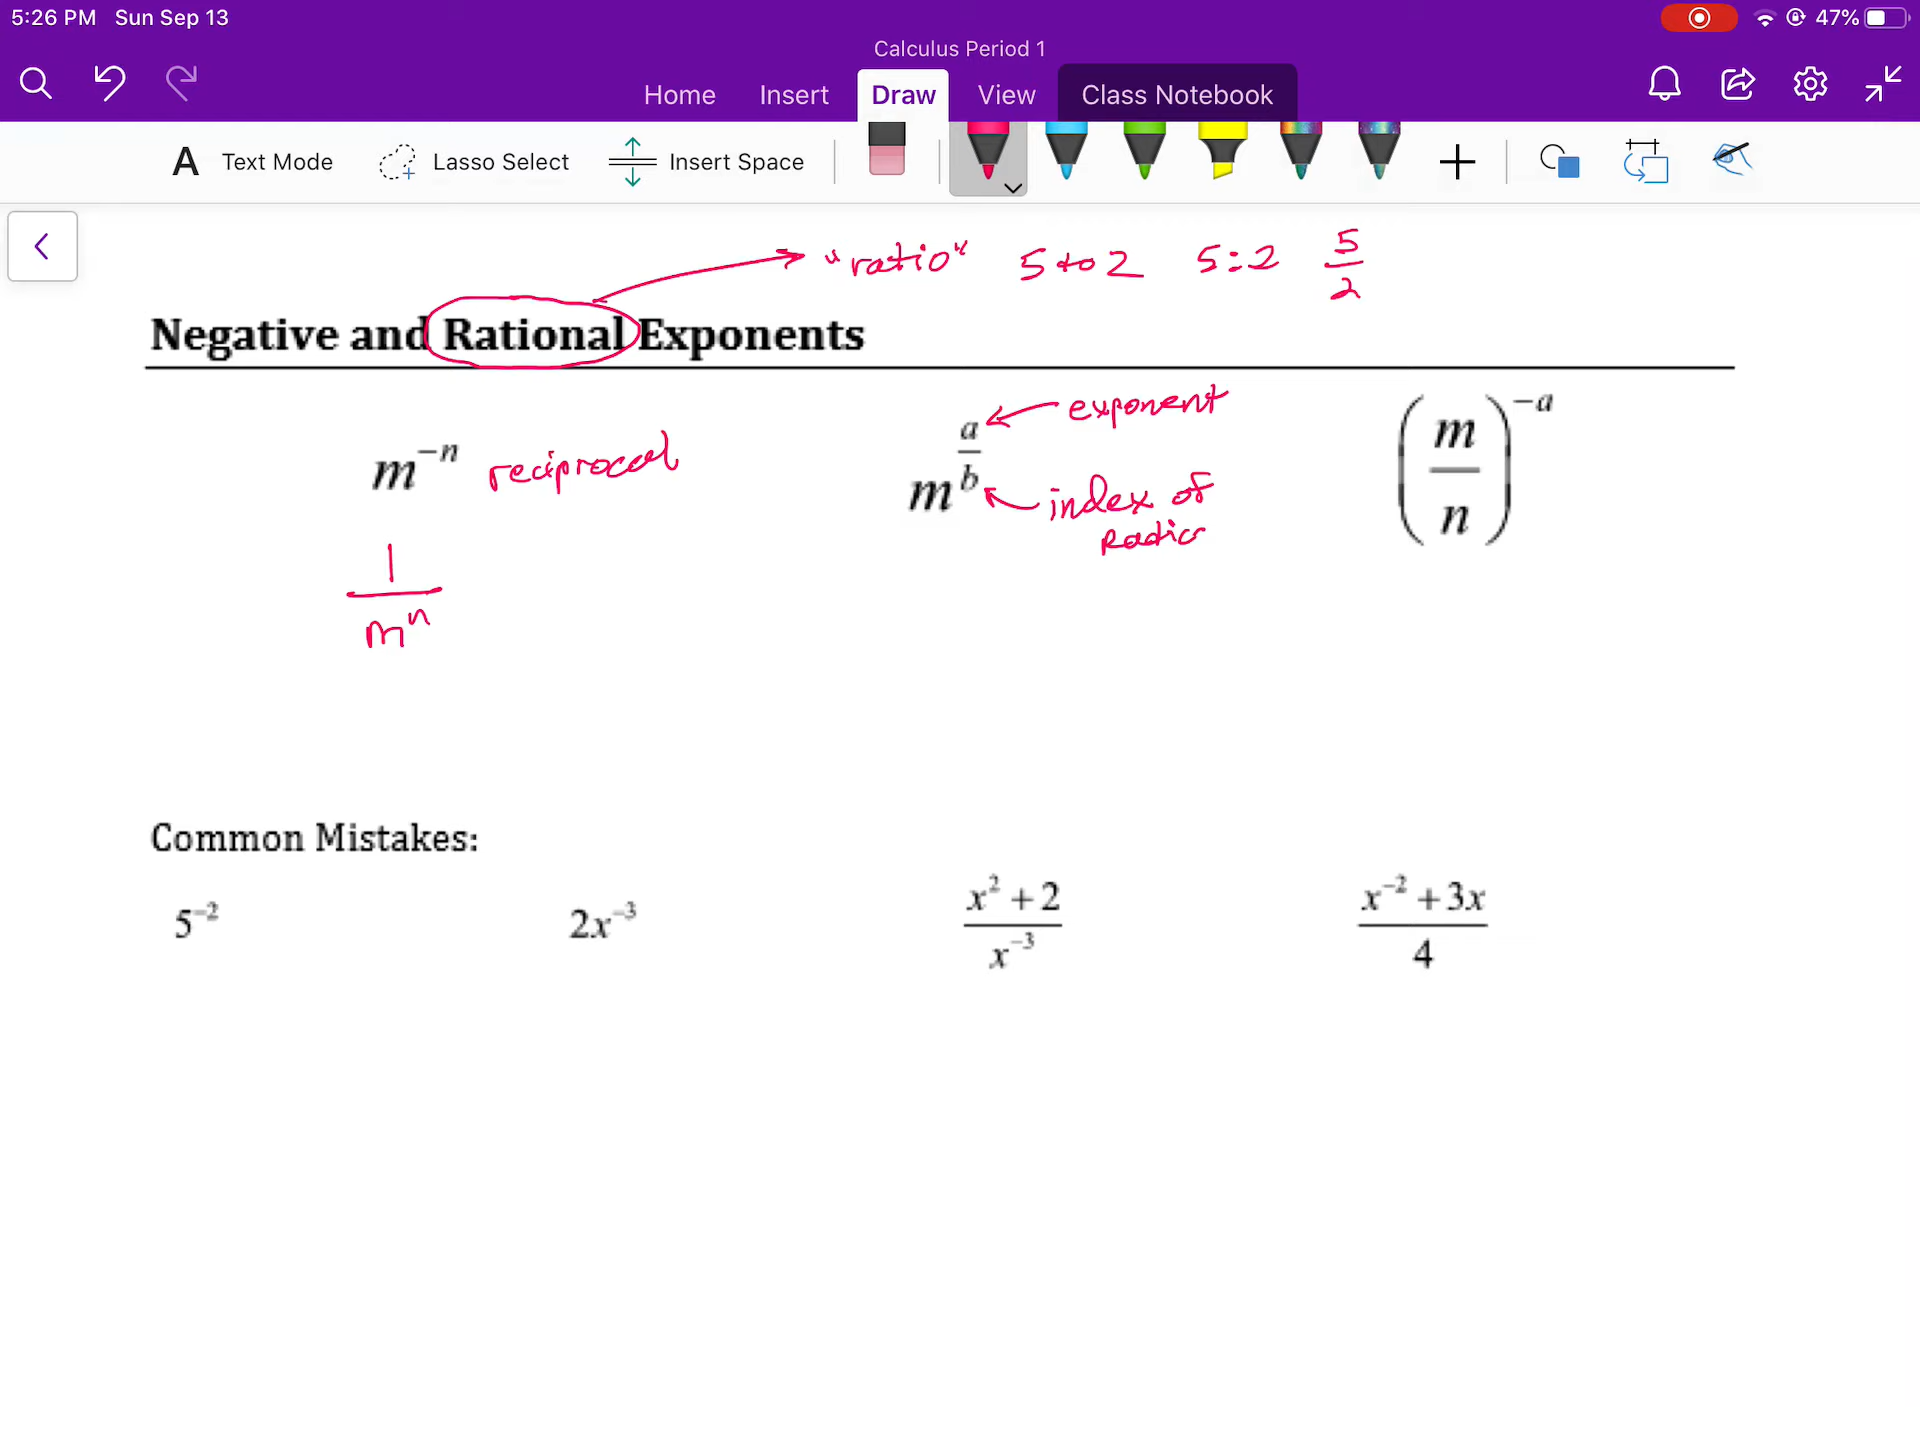 5:26 PM Sun Sep 13
47%
Calculus Period 1
Home Insert Draw View Class Notebook
A Text Mode Lasso Select Insert Space
"ratio" 5 to 2 5:2 5/2
Negative and Rational Exponents
m^{-n} reciprocal
1/m^n
m^{a/b} exponent
index of
Radic
(m/n)^{-a}
Common Mistakes:
5^{-2} 2x^{-3} (x^2+2)/x^{-3} (x^{-2}+3x)/4